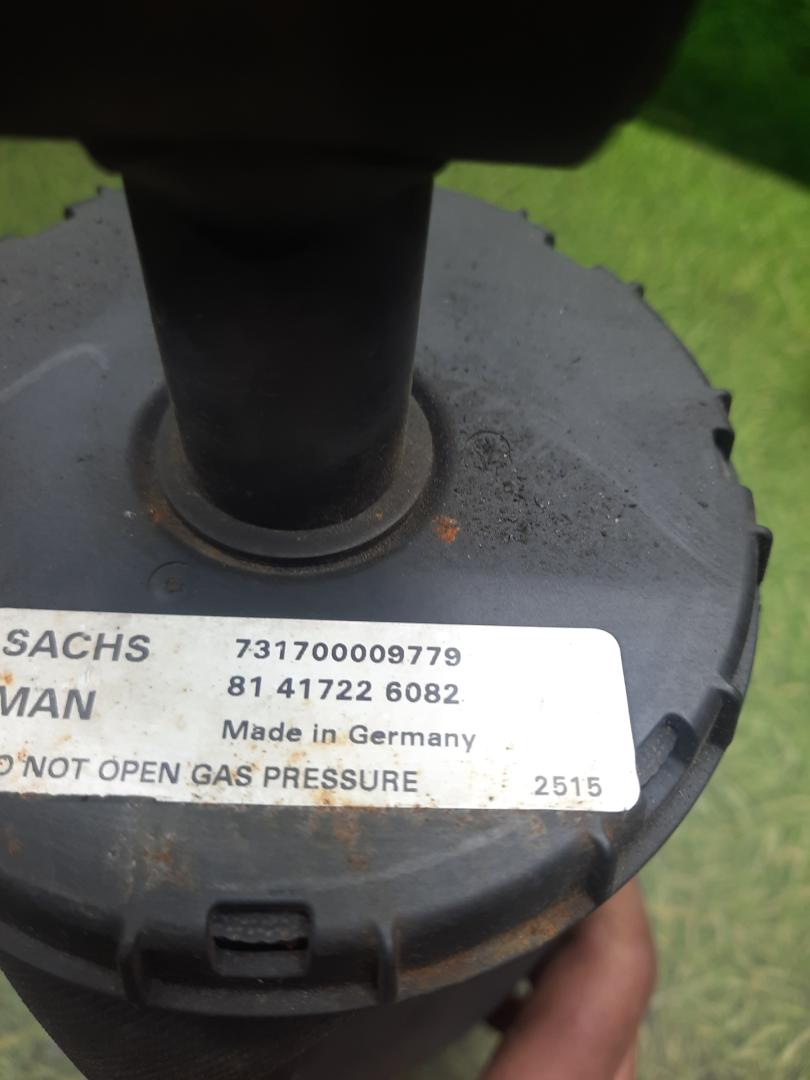 SACHS 731700009779
MAN 81 41722 6082
Made in Germany
NOT OPEN GAS PRESSURE 2515